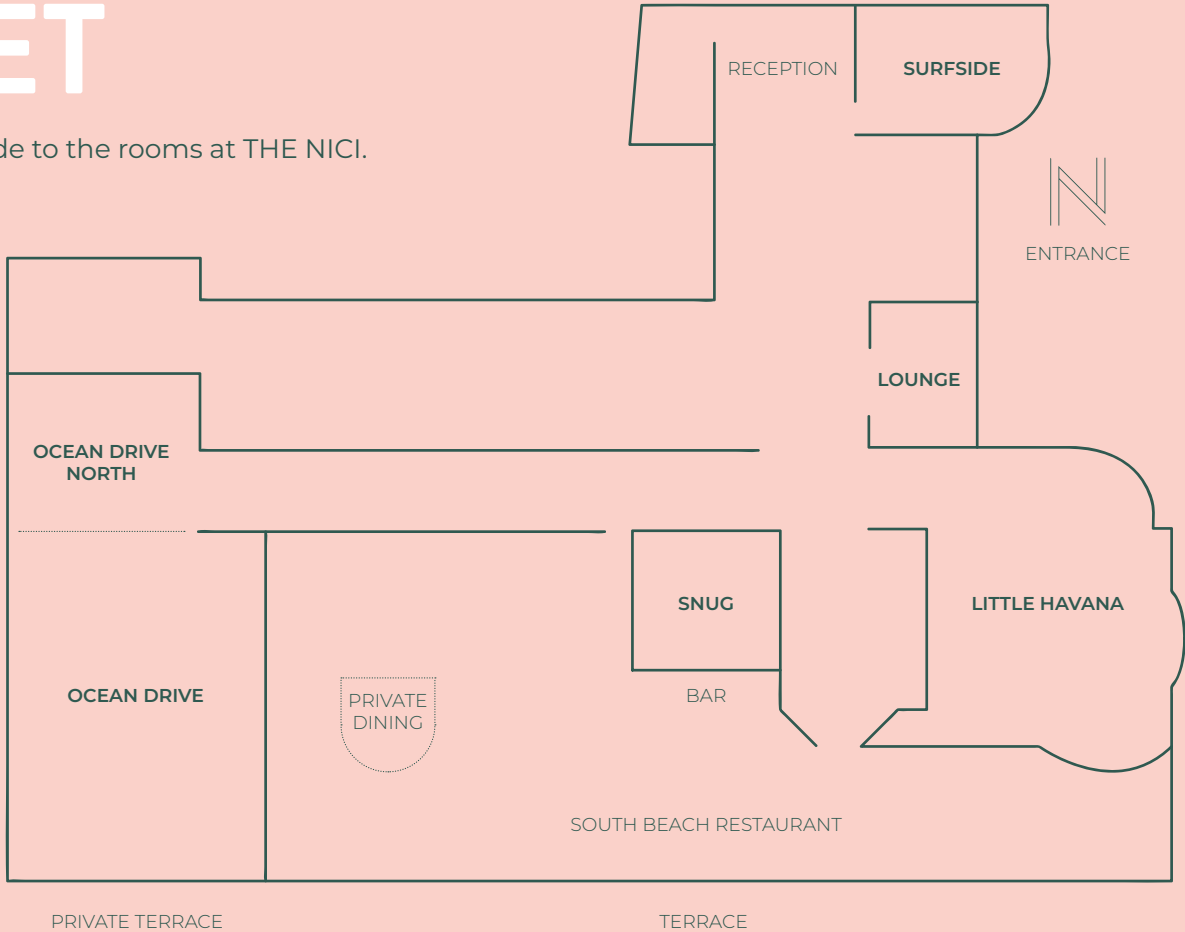 ET
de to the rooms at THE NICI.
RECEPTION
SURFSIDE
N
ENTRANCE
LOUNGE
OCEAN DRIVE
NORTH
SNUG
LITTLE HAVANA
OCEAN DRIVE
PRIVATE
DINING
BAR
SOUTH BEACH RESTAURANT
PRIVATE TERRACE
TERRACE